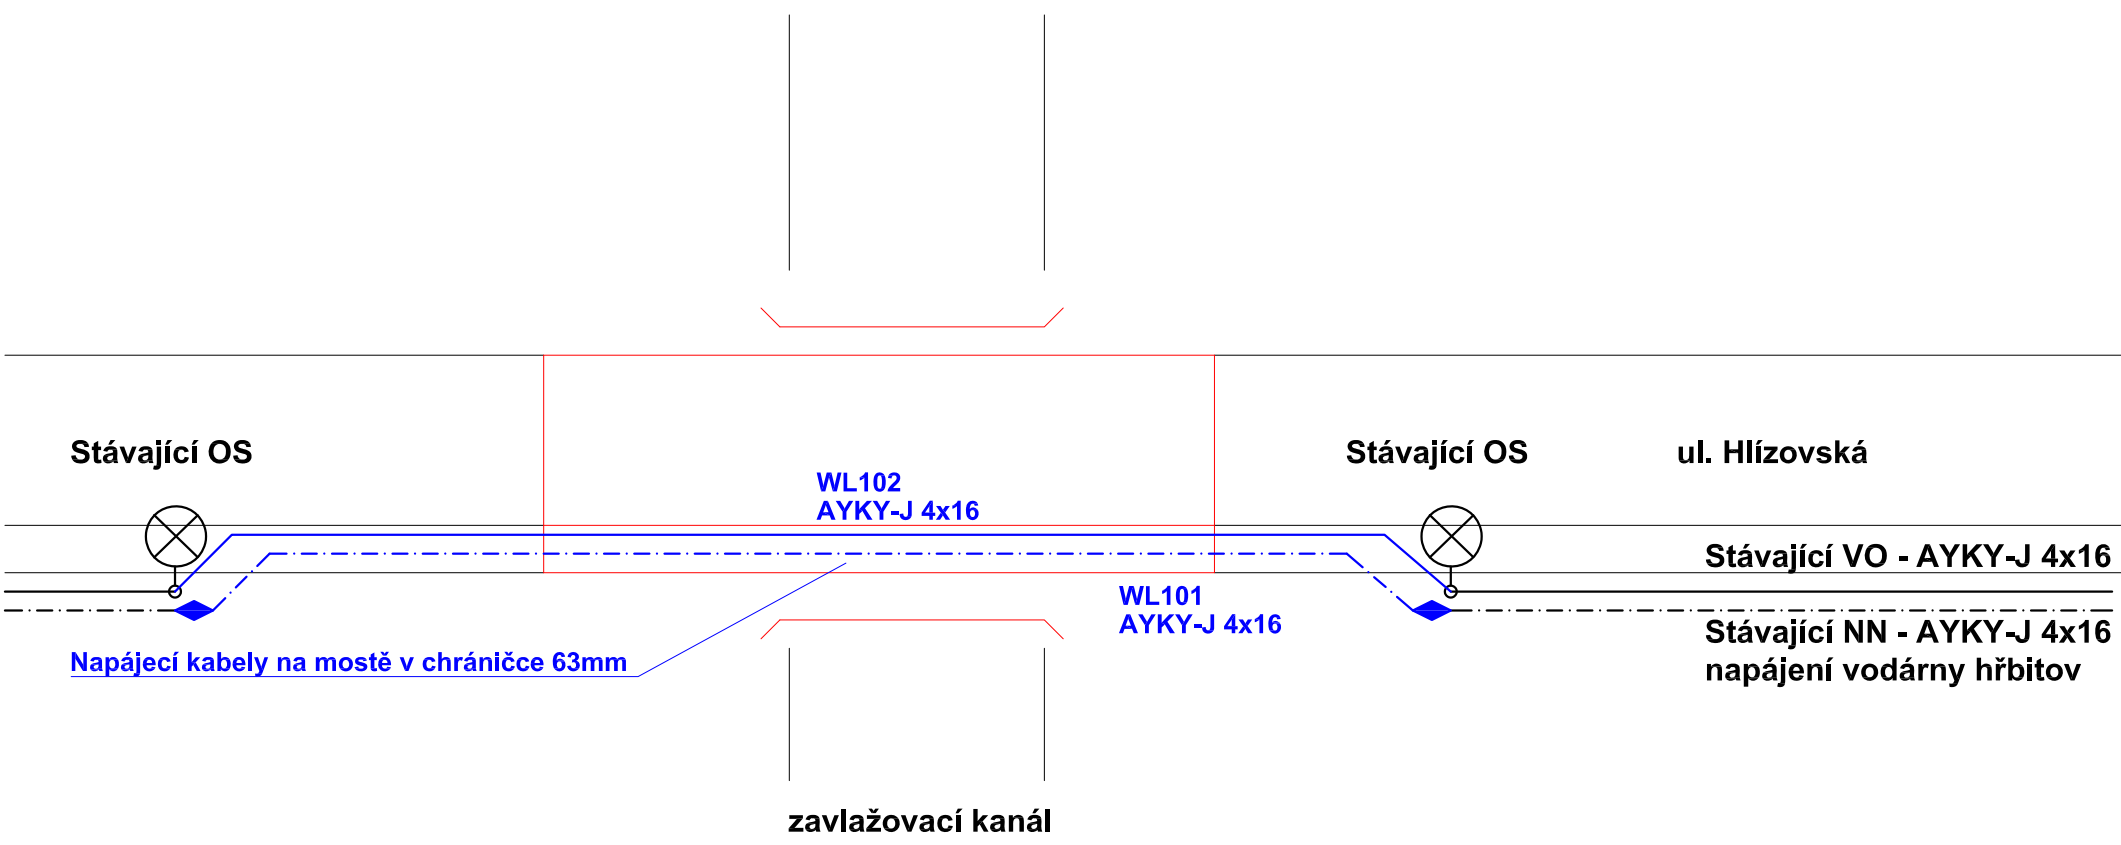 Stávající OS
Stávající OS
ul. Hlízovská
WL102
AYKY-J 4x16
Stávající VO - AYKY-J 4x16
WL101
AYKY-J 4x16
Stávající NN - AYKY-J 4x16
napájení vodárny hřbitov
Napájecí kabely na mostě v chráničce 63mm
zavlažovací kanál